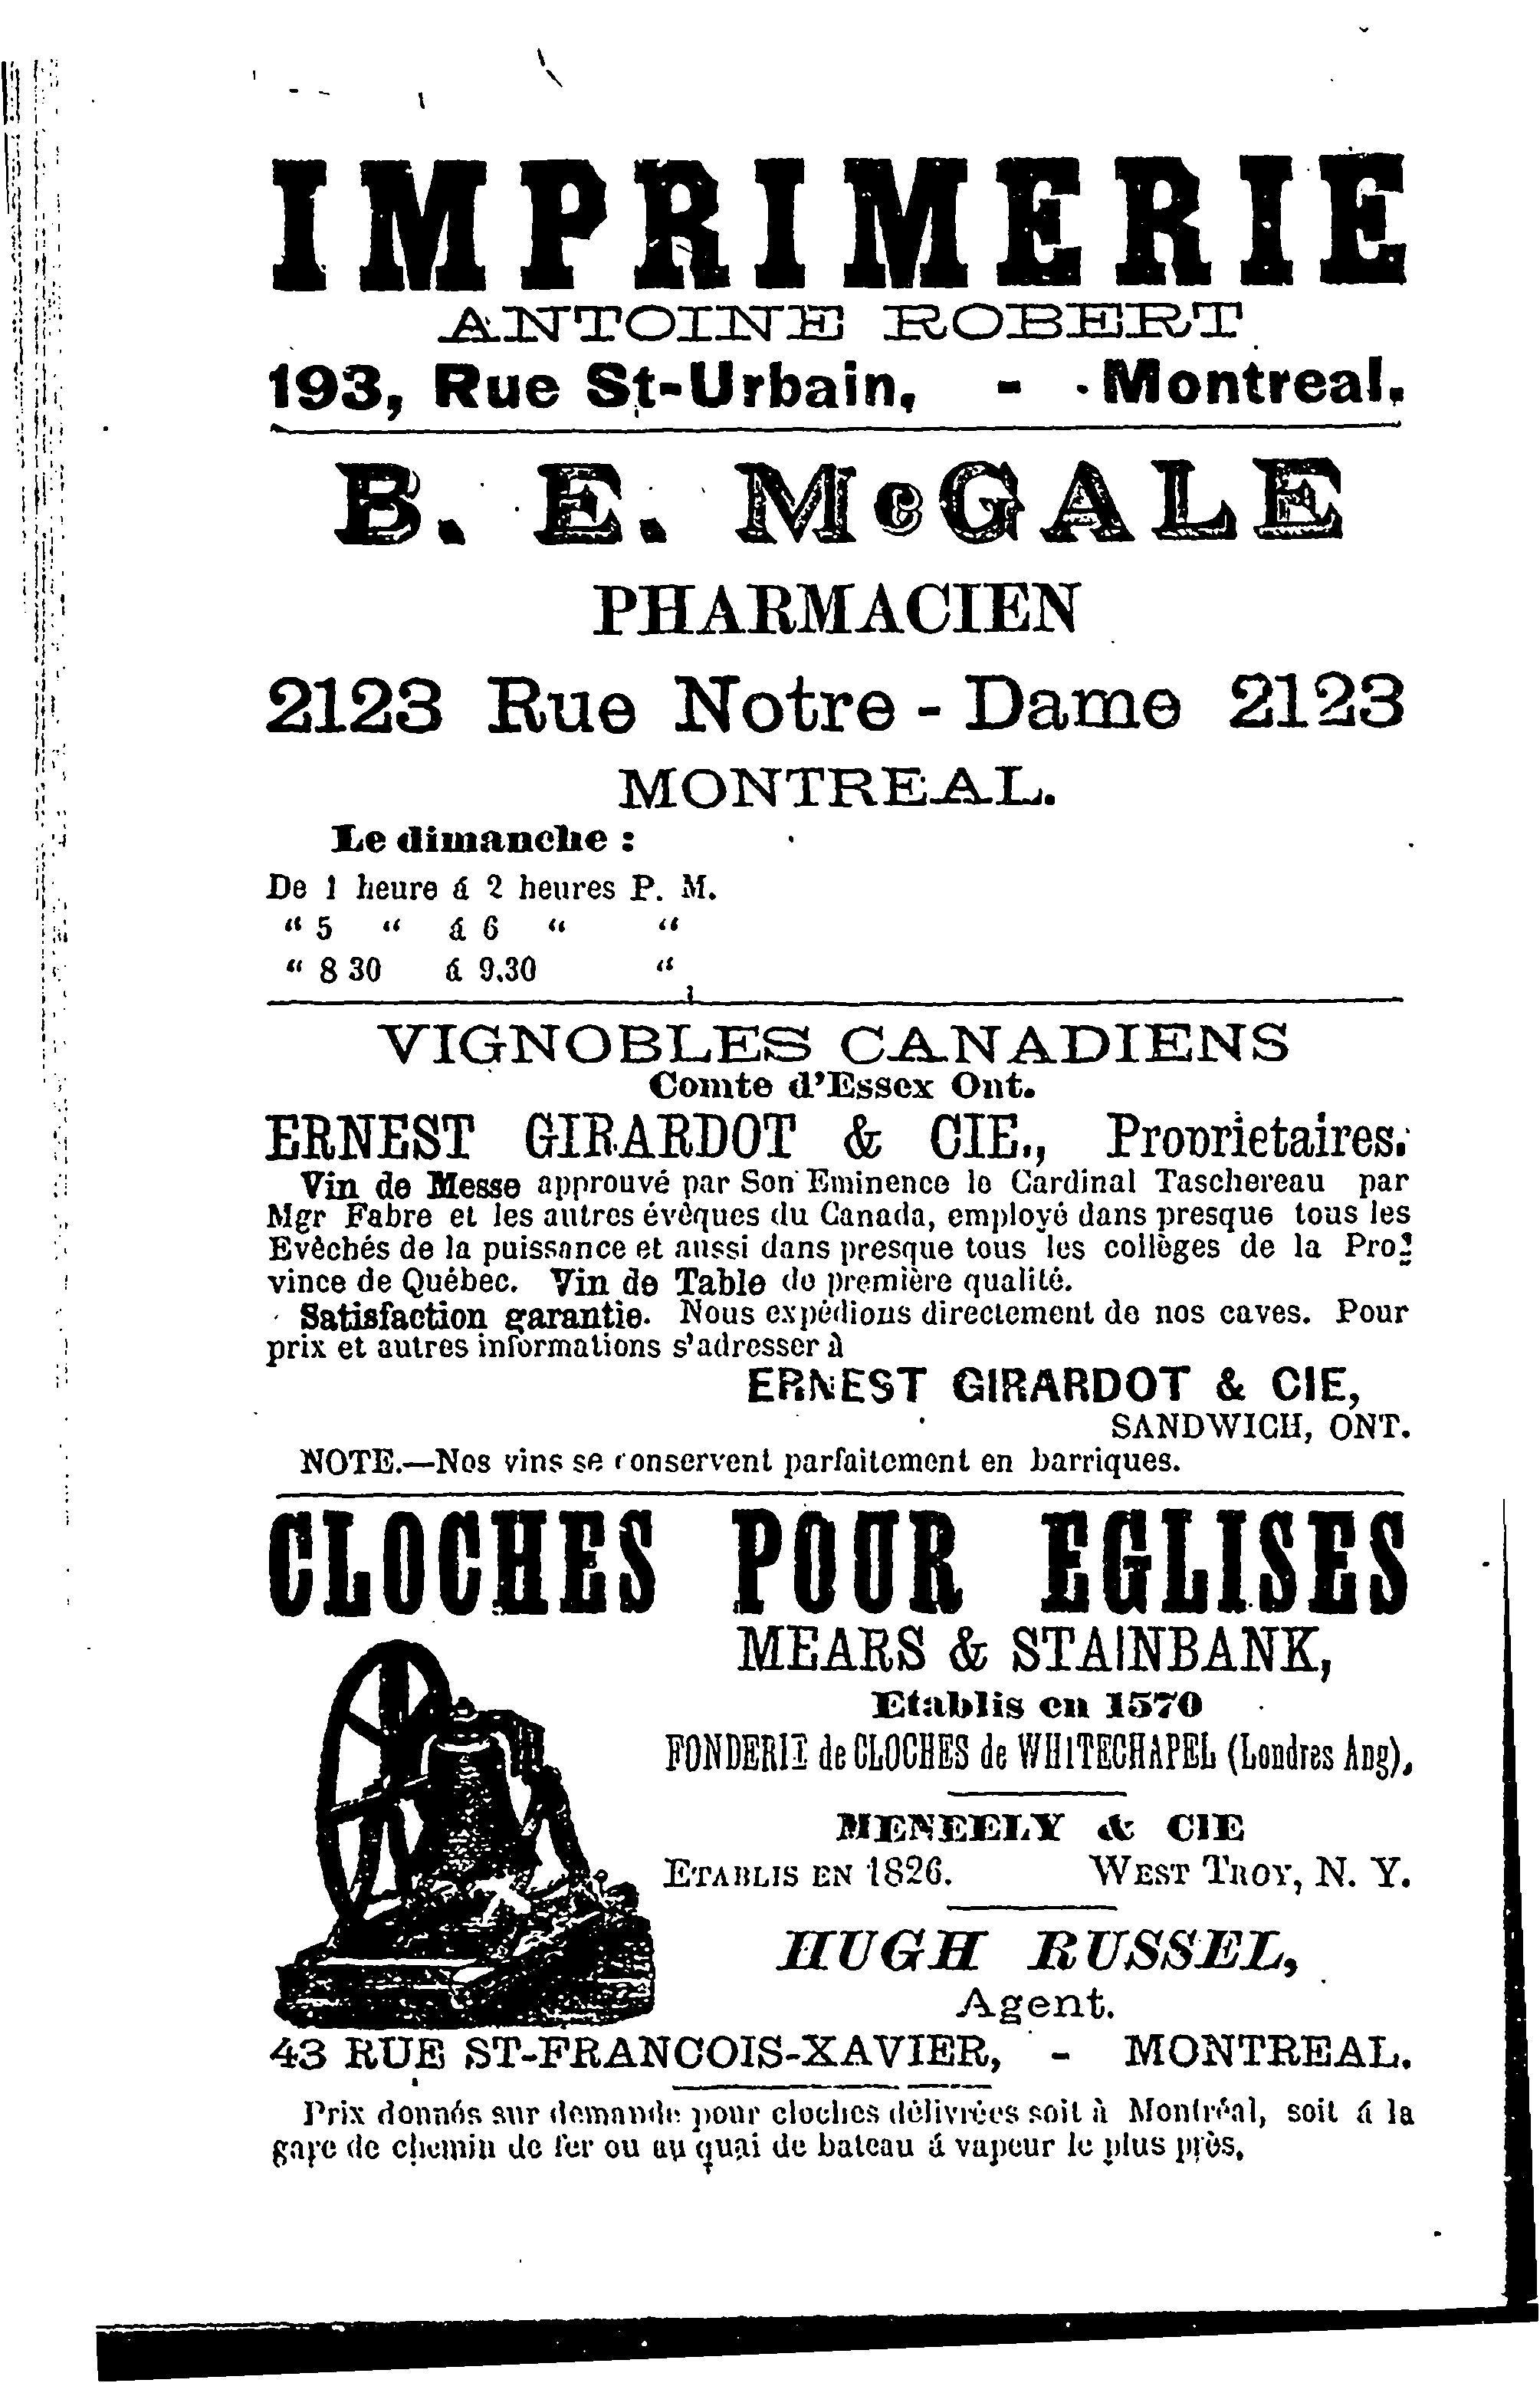 IMPRIMERIE
ANTOINE ROBERT
193, Rue St-Urbain, - - Montreal.
B. E. McGALE
PHARMACIEN
2123 Rue Notre-Dame 2123
MONTREAL.
Le dimanche :
De 1 heure á 2 heures P. M.
“ 5 “ á 6 “ “
“ 8 30 á 9.30 “
VIGNOBLES CANADIENS
Comte d'Essex Ont.
ERNEST GIRARDOT & CIE., Proprietaires.
Vin de Messe approuvé par Son Eminence le Cardinal Taschereau par
Mgr Fabre et les autres évêques du Canada, employé dans presque tous les
Evêchés de la puissance et aussi dans presque tous les collèges de la Pro-
vince de Québec. Vin de Table de première qualité.
Satisfaction garantie. Nous expédions directement de nos caves. Pour
prix et autres informations s'adresser à
ERNEST GIRARDOT & CIE,
SANDWICH, ONT.
NOTE.—Nos vins se conservent parfaitement en barriques.
CLOCHES POUR EGLISES
MEARS & STAINBANK,
Etablis en 1570
FONDERIE de CLOCHES de WHITECHAPEL (Londres Ang),
MENEELY & CIE
ETABLIS EN 1826. WEST TROY, N. Y.
HUGH RUSSEL,
Agent.
43 RUE ST-FRANCOIS-XAVIER, - MONTREAL.
Prix donnés sur demande pour cloches délivrées soit à Montréal, soit á la
gare de chemin de fer ou au quai de bateau á vapeur le plus près.